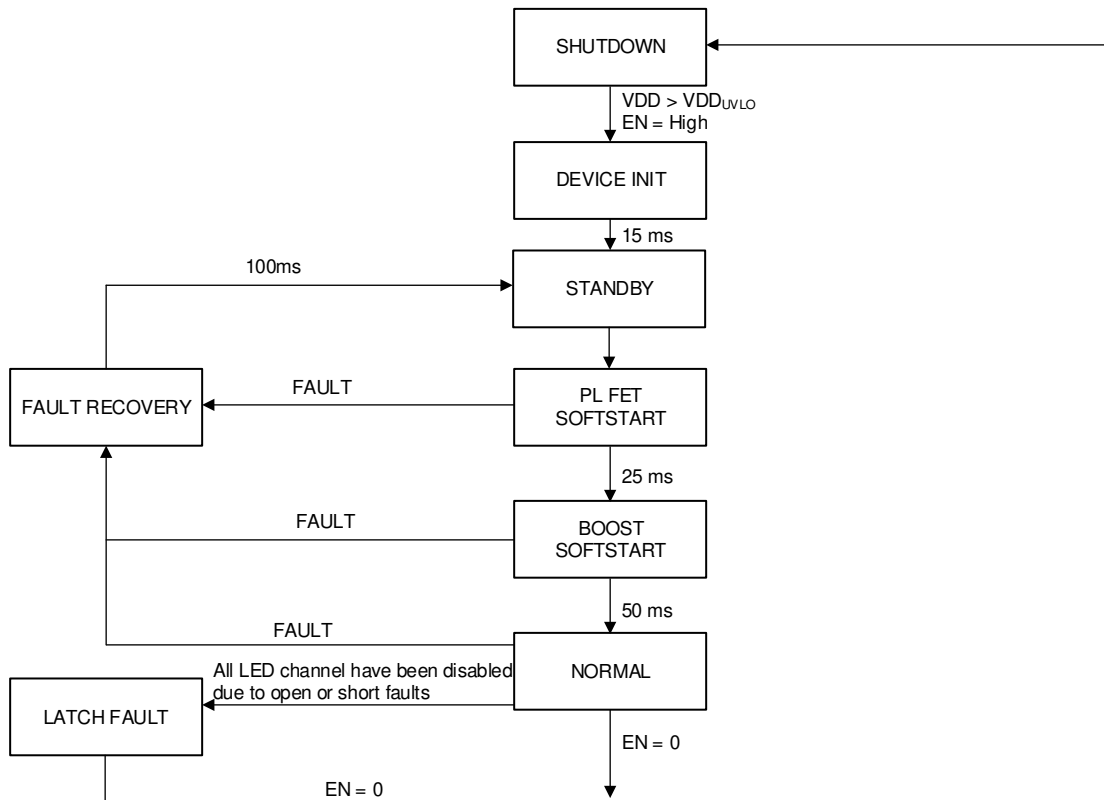 SHUTDOWN
VDD > VDDUVLO
EN = High
DEVICE INIT
15 ms
100ms
STANDBY
FAULT
FAULT RECOVERY
PL FET
SOFTSTART
25 ms
FAULT
BOOST
SOFTSTART
50 ms
FAULT
NORMAL
All LED channel have been disabled
due to open or short faults
LATCH FAULT
EN = 0
EN = 0